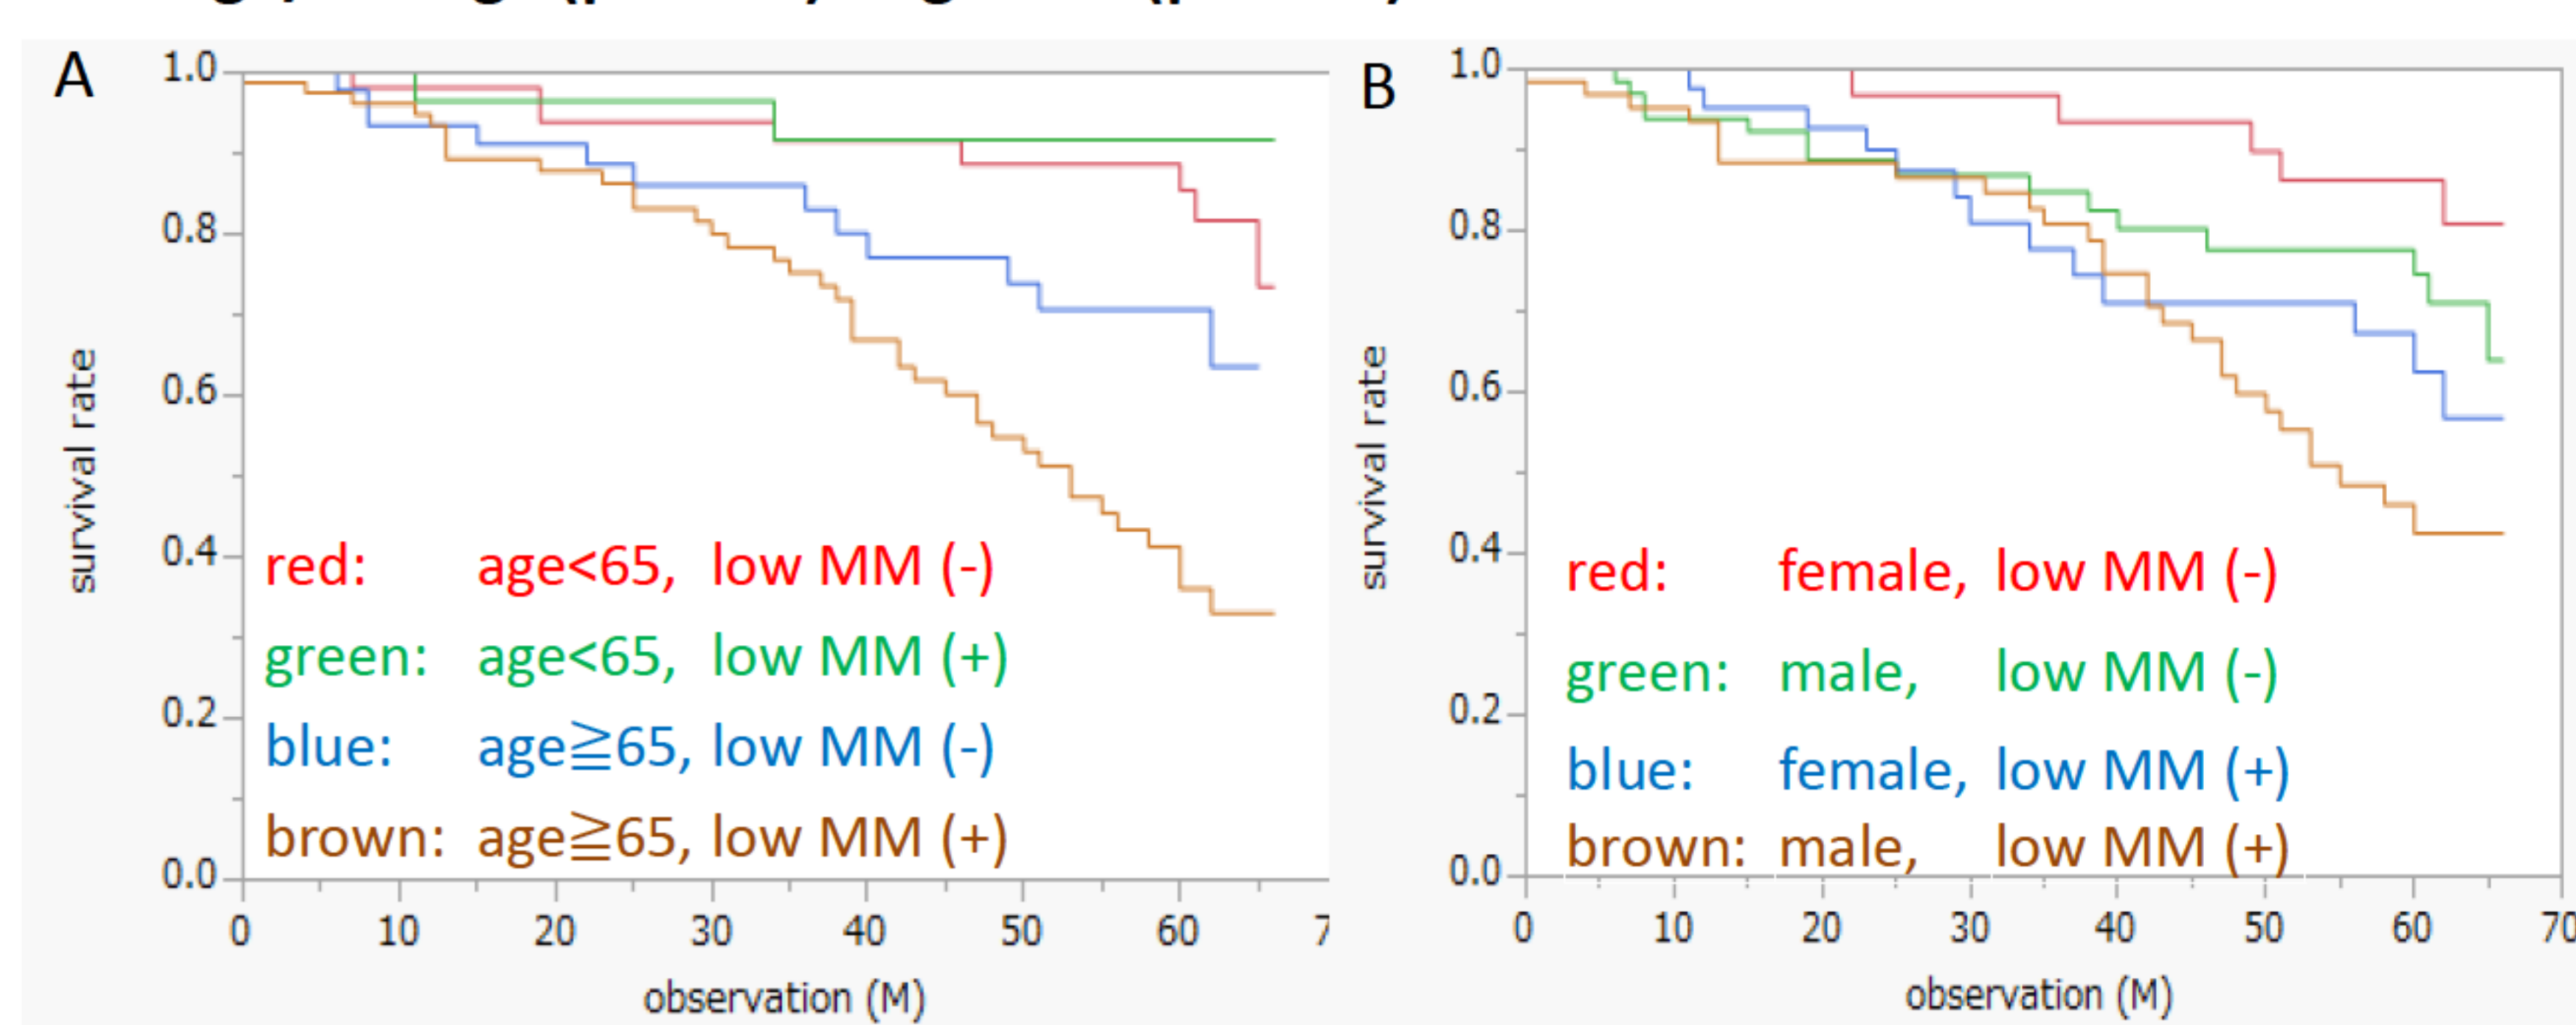 A
1.0
0.8
0.6
0.4
0.2
0.0
survival rate
red: age<65, low MM (-)
green: age<65, low MM (+)
blue: age≧65, low MM (-)
brown: age≧65, low MM (+)
0 10 20 30 40 50 60 7
observation (M)
B
1.0
0.8
0.6
0.4
0.2
0.0
survival rate
red: female, low MM (-)
green: male, low MM (-)
blue: female, low MM (+)
brown: male, low MM (+)
0 10 20 30 40 50 60 70
observation (M)